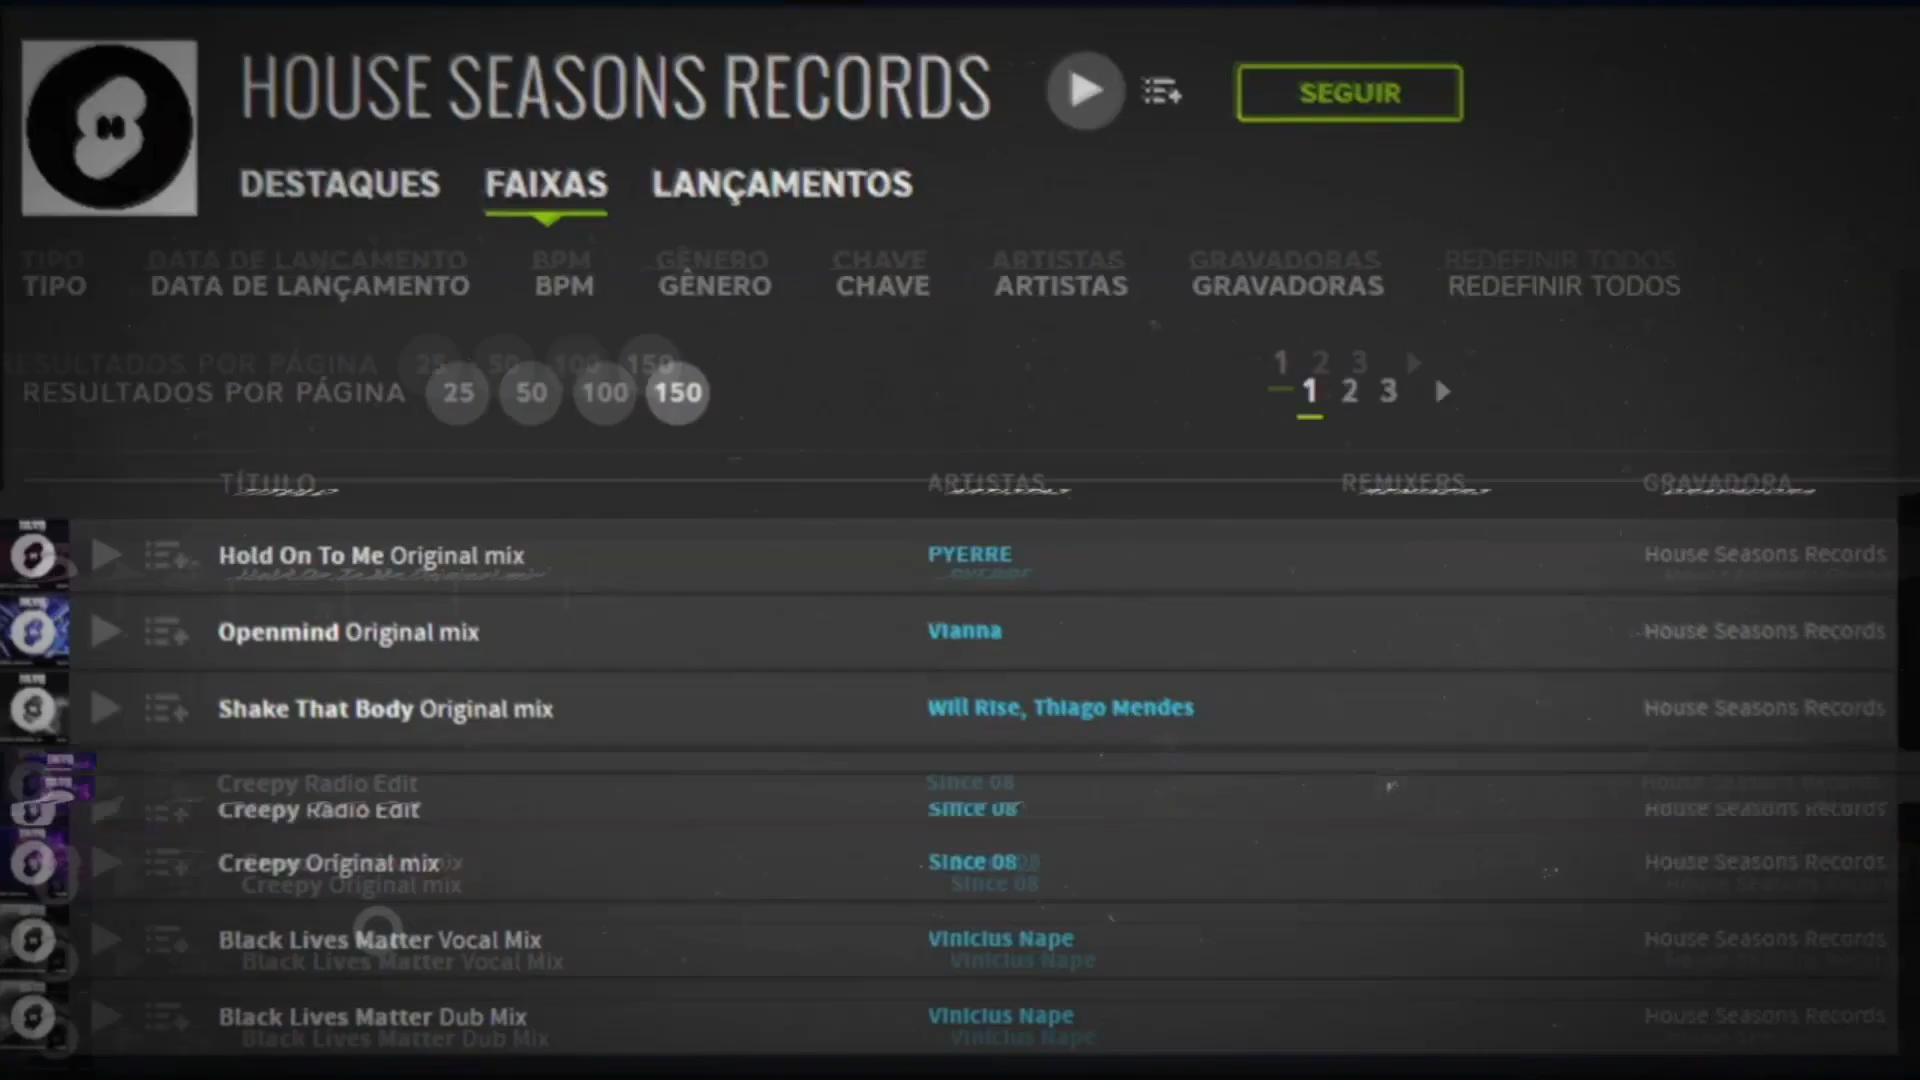 HOUSE SEASONS RECORDS
SEGUIR
DESTAQUES FAIXAS LANÇAMENTOS
TIPO DATA DE LANÇAMENTO BPM GÊNERO CHAVE ARTISTAS GRAVADORAS REDEFINIR TODOS
RESULTADOS POR PÁGINA 25 50 100 150 1 2 3
TÍTULO ARTISTAS REMIXERS GRAVADORA
Hold On To Me Original mix PYERRE House Seasons Records
Openmind Original mix Vianna House Seasons Records
Shake That Body Original mix Will Rise, Thiago Mendes House Seasons Records
Creepy Radio Edit Since 08 House Seasons Records
Creepy Original mix Since 08 House Seasons Records
Black Lives Matter Vocal Mix Vinicius Nape House Seasons Records
Black Lives Matter Dub Mix Vinicius Nape House Seasons Records